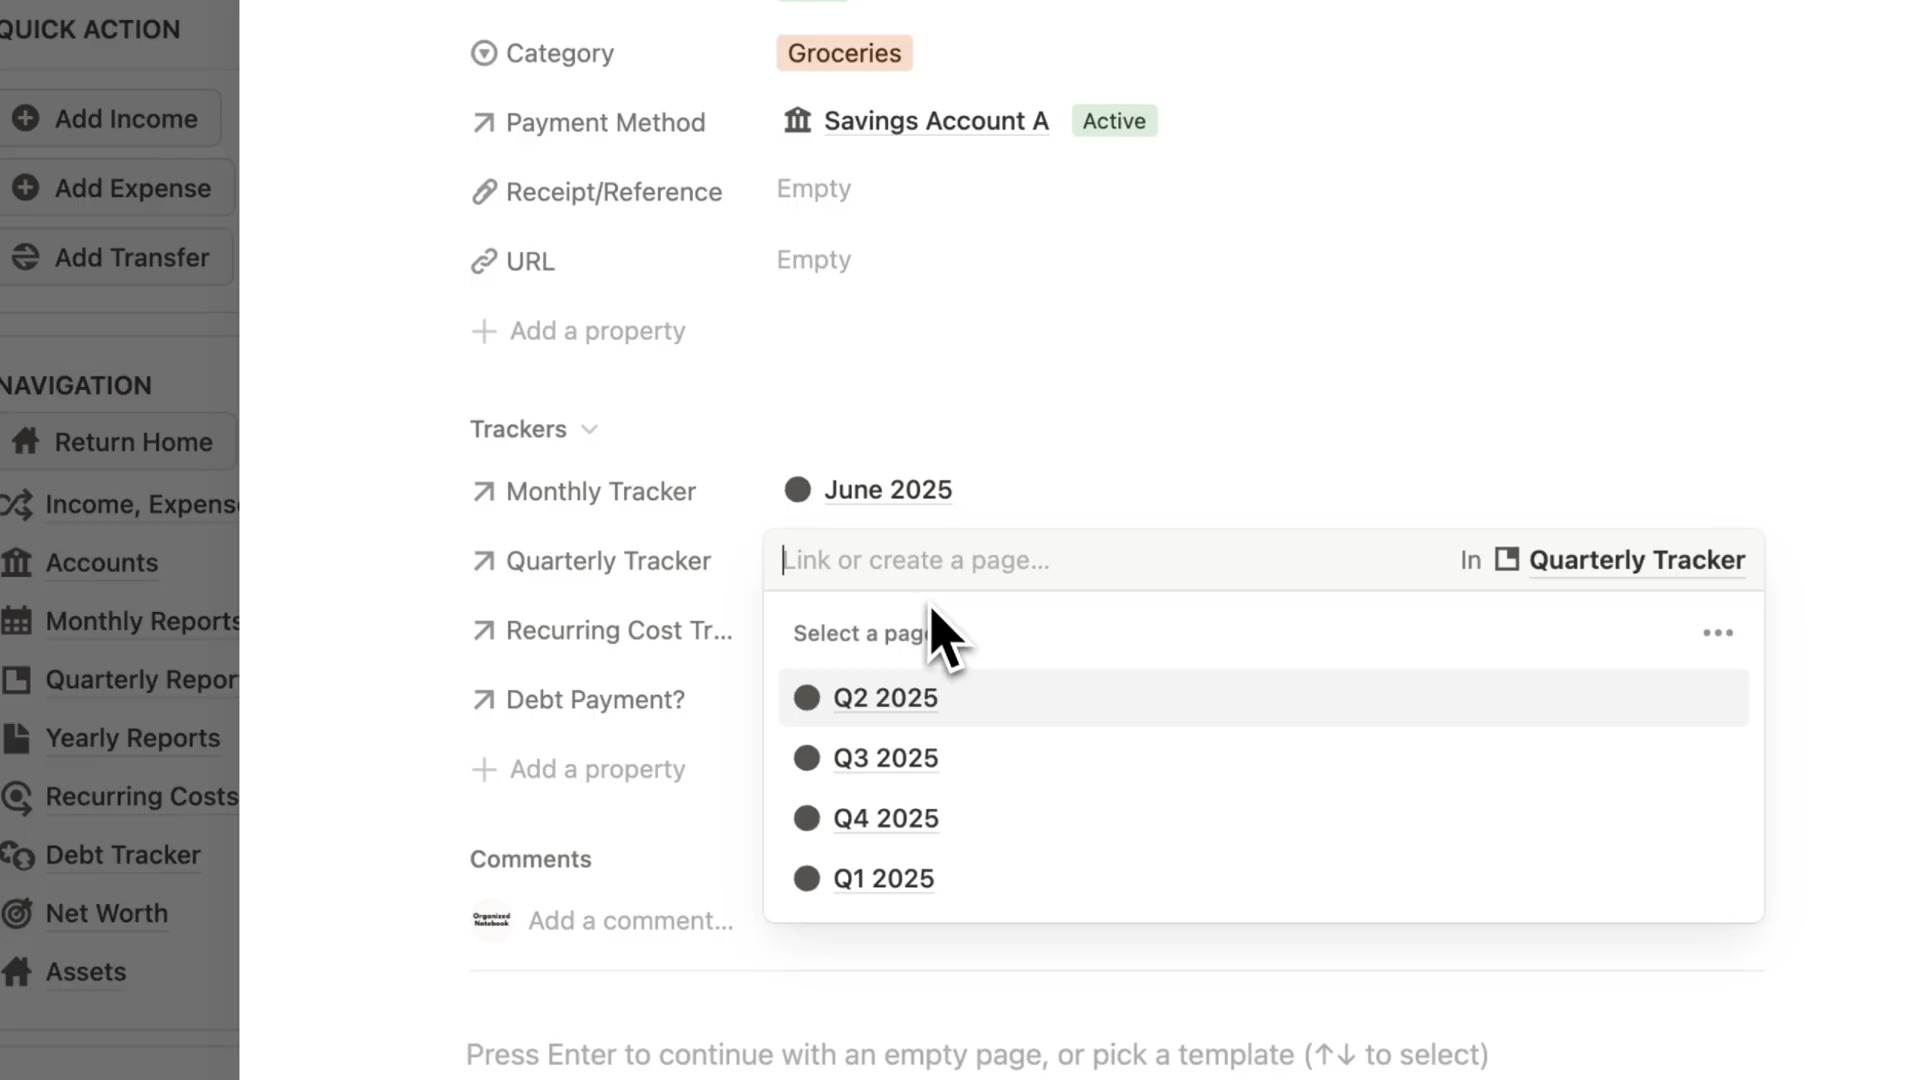 QUICK ACTION
Add Income
Add Expense
Add Transfer
NAVIGATION
Return Home
Income, Expens
Accounts
Monthly Reports
Quarterly Repor
Yearly Reports
Recurring Costs
Debt Tracker
Net Worth
Assets
Category Groceries
Payment Method Savings Account A Active
Receipt/Reference Empty
URL Empty
Add a property
Trackers
Monthly Tracker June 2025
Quarterly Tracker Link or create a page... In Quarterly Tracker
Recurring Cost Tr...
Debt Payment?
Add a property
Select a pag
Q2 2025
Q3 2025
Q4 2025
Q1 2025
Comments
Organized
Notebook
Add a comment...
Press Enter to continue with an empty page, or pick a template (↑↓ to select)